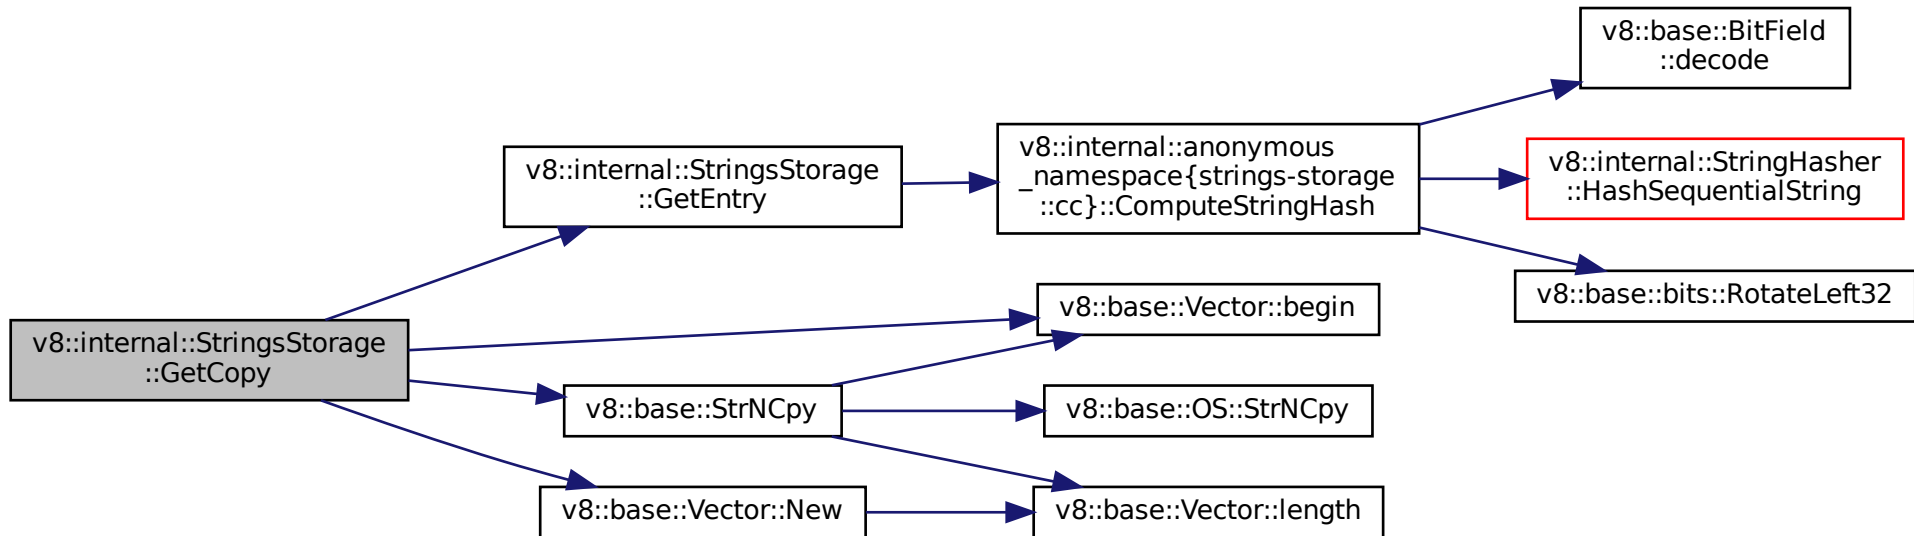 v8::internal::StringsStorage
::GetCopy
v8::internal::StringsStorage
::GetEntry
v8::internal::anonymous
_namespace{strings-storage
::cc}::ComputeStringHash
v8::base::BitField
::decode
v8::internal::StringHasher
::HashSequentialString
v8::base::bits::RotateLeft32
v8::base::Vector::begin
v8::base::StrNCpy
v8::base::OS::StrNCpy
v8::base::Vector::New
v8::base::Vector::length